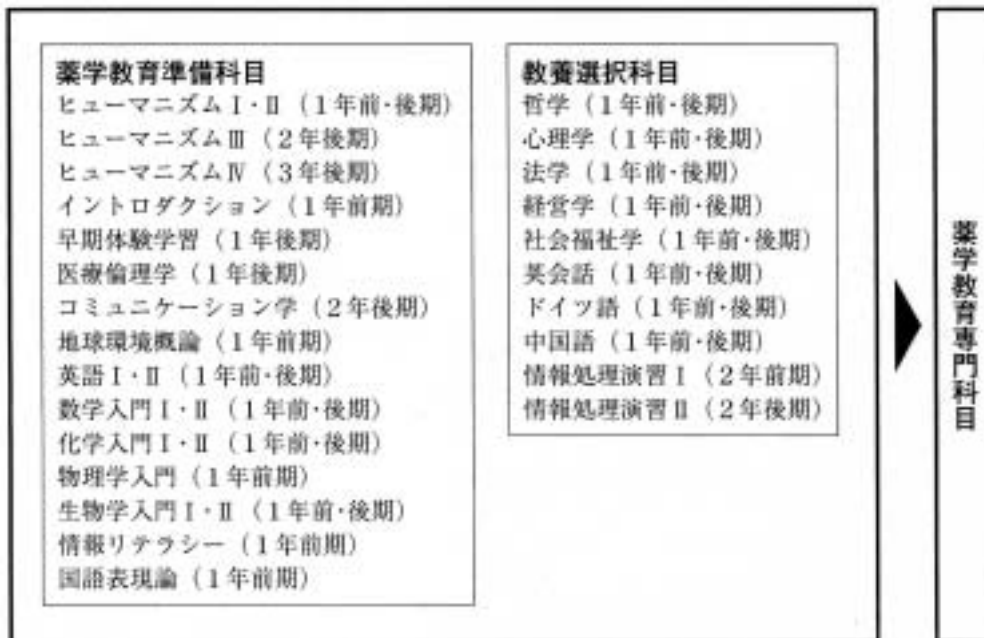 薬学教育準備科目
ヒューマニズムⅠ・Ⅱ（1年前・後期）
ヒューマニズムⅢ（2年後期）
ヒューマニズムⅣ（3年後期）
イントロダクション（1年前期）
早期体験学習（1年後期）
医療倫理学（1年後期）
コミュニケーション学（2年後期）
地球環境概論（1年前期）
英語Ⅰ・Ⅱ（1年前・後期）
数学入門Ⅰ・Ⅱ（1年前・後期）
化学入門Ⅰ・Ⅱ（1年前・後期）
物理学入門（1年前期）
生物学入門Ⅰ・Ⅱ（1年前・後期）
情報リテラシー（1年前期）
国語表現論（1年前期）
教養選択科目
哲学（1年前・後期）
心理学（1年前・後期）
法学（1年前・後期）
経営学（1年前・後期）
社会福祉学（1年前・後期）
英会話（1年前・後期）
ドイツ語（1年前・後期）
中国語（1年前・後期）
情報処理演習Ⅰ（2年前期）
情報処理演習Ⅱ（2年後期）
薬学教育専門科目